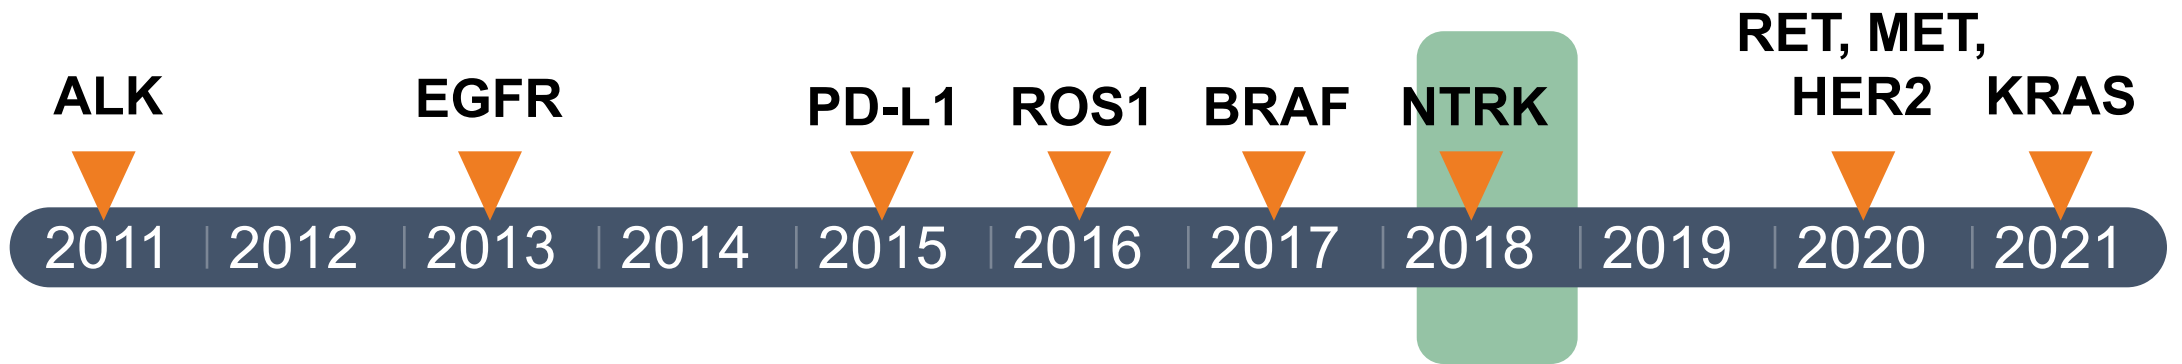 RET, MET,
ALK EGFR PD-L1 ROS1 BRAF NTRK HER2 KRAS
2011 2012 2013 2014 2015 2016 2017 2018 2019 2020 2021